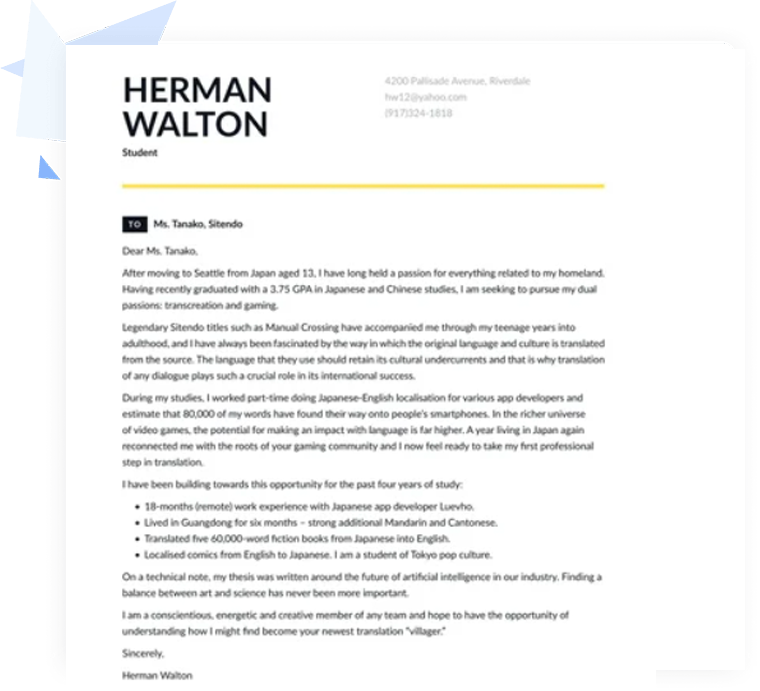 HERMAN
WALTON
Student
4200 Pallisade Avenue, Riverdale
hw12@yahoo.com
(917)324-1818
TO Ms. Tanako, Sitendo
Dear Ms. Tanako,
After moving to Seattle from Japan aged 13, I have long held a passion for everything related to my homeland.
Having recently graduated with a 3.75 GPA in Japanese and Chinese studies, I am seeking to pursue my dual
passions: transcreation and gaming.
Legendary Sitendo titles such as Manual Crossing have accompanied me through my teenage years into
adulthood, and I have always been fascinated by the way in which the original language and culture is translated
from the source. The language that they use should retain its cultural undercurrents and that is why translation
of any dialogue plays such a crucial role in its international success.
During my studies, I worked part-time doing Japanese-English localisation for various app developers and
estimate that 80,000 of my words have found their way onto people's smartphones. In the richer universe
of video games, the potential for making an impact with language is far higher. A year living in Japan again
reconnected me with the roots of your gaming community and I now feel ready to take my first professional
step in translation.
I have been building towards this opportunity for the past four years of study:
• 18-months (remote) work experience with Japanese app developer Luevho.
• Lived in Guangdong for six months – strong additional Mandarin and Cantonese.
• Translated five 60,000-word fiction books from Japanese into English.
• Localised comics from English to Japanese. I am a student of Tokyo pop culture.
On a technical note, my thesis was written around the future of artificial intelligence in our industry. Finding a
balance between art and science has never been more important.
I am a conscientious, energetic and creative member of any team and hope to have the opportunity of
understanding how I might find become your newest translation "villager."
Sincerely,
Herman Walton